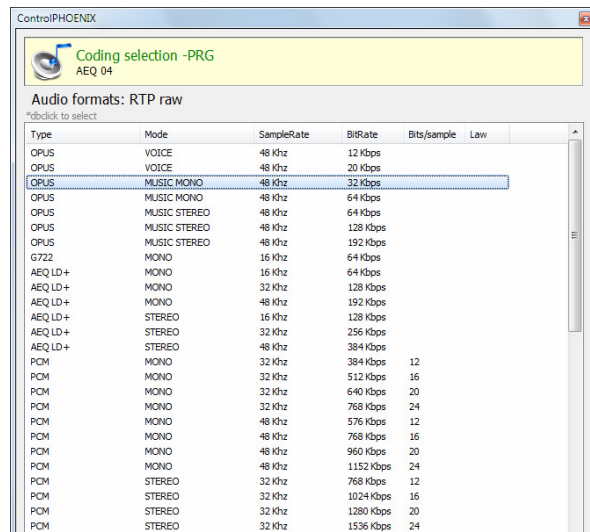 ControlPHOENIX
Coding selection -PRG
AEQ 04
Audio formats: RTP raw
*dbclick to select
Type Mode SampleRate BitRate Bits/sample Law
OPUS VOICE 48 Khz 12 Kbps
OPUS VOICE 48 Khz 20 Kbps
OPUS MUSIC MONO 48 Khz 32 Kbps
OPUS MUSIC MONO 48 Khz 64 Kbps
OPUS MUSIC STEREO 48 Khz 64 Kbps
OPUS MUSIC STEREO 48 Khz 128 Kbps
OPUS MUSIC STEREO 48 Khz 192 Kbps
G722 MONO 16 Khz 64 Kbps
AEQ LD+ MONO 16 Khz 64 Kbps
AEQ LD+ MONO 32 Khz 128 Kbps
AEQ LD+ MONO 48 Khz 192 Kbps
AEQ LD+ STEREO 16 Khz 128 Kbps
AEQ LD+ STEREO 32 Khz 256 Kbps
AEQ LD+ STEREO 48 Khz 384 Kbps
PCM MONO 32 Khz 384 Kbps 12
PCM MONO 32 Khz 512 Kbps 16
PCM MONO 32 Khz 640 Kbps 20
PCM MONO 32 Khz 768 Kbps 24
PCM MONO 48 Khz 576 Kbps 12
PCM MONO 48 Khz 768 Kbps 16
PCM MONO 48 Khz 960 Kbps 20
PCM MONO 48 Khz 1152 Kbps 24
PCM STEREO 32 Khz 768 Kbps 12
PCM STEREO 32 Khz 1024 Kbps 16
PCM STEREO 32 Khz 1280 Kbps 20
PCM STEREO 32 Khz 1536 Kbps 24